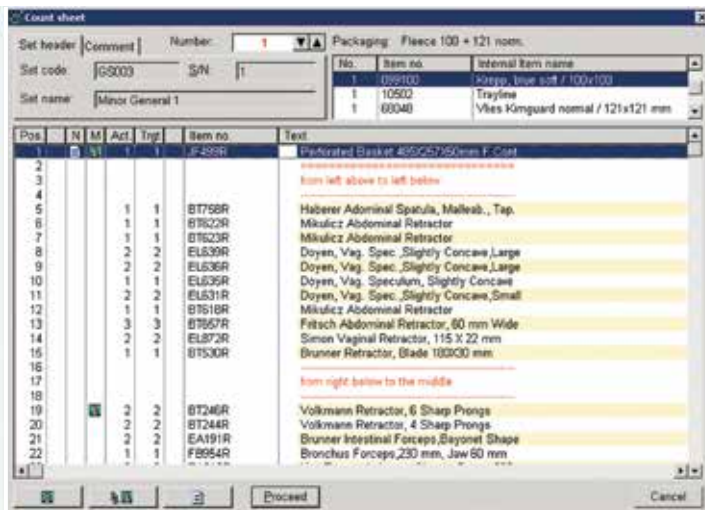 Count sheet
Set header Comment Number: 1 Packaging: Fleece 100 + 121 norm.
Set code: GS003 S/N: 1
Set name: Minor General 1
No. Item no. Internal Item name
1 099100 Krepp, blue soft / 100x100
1 10502 Trayline
1 60048 Vlies Kimguard normal / 121x121 mm
Pos. N M Act. Trgt Item no. Text
1 1 1 JF499R Perforated Basket 485X257X50mm F.Cont
2 ================================
3 from left above to left below
4 --------------------------------
5 1 1 BT758R Haberer Adominal Spatula, Malleab., Tap.
6 1 1 BT622R Mikulicz Abdominal Retractor
7 1 1 BT623R Mikulicz Abdominal Retractor
8 2 2 EL639R Doyen, Vag. Spec.,Slightly Concave,Large
9 2 2 EL636R Doyen, Vag. Spec.,Slightly Concave,Large
10 1 1 EL635R Doyen, Vag. Speculum, Slightly Concave
11 2 2 EL631R Doyen, Vag. Spec.,Slightly Concave,Small
12 1 1 BT618R Mikulicz Abdominal Retractor
13 3 3 BT657R Fritsch Abdominal Retractor, 60 mm Wide
14 2 2 EL872R Simon Vaginal Retractor, 115 X 22 mm
15 1 1 BT530R Brunner Retractor, Blade 180X30 mm
16 --------------------------------
17 from right below to the middle
18 --------------------------------
19 2 2 BT246R Volkmann Retractor, 6 Sharp Prongs
20 2 2 BT244R Volkmann Retractor, 4 Sharp Prongs
21 2 2 EA191R Brunner Intestinal Forceps,Bayonet Shape
22 1 1 FB954R Bronchus Forceps,230 mm, Jaw 60 mm
Proceed Cancel